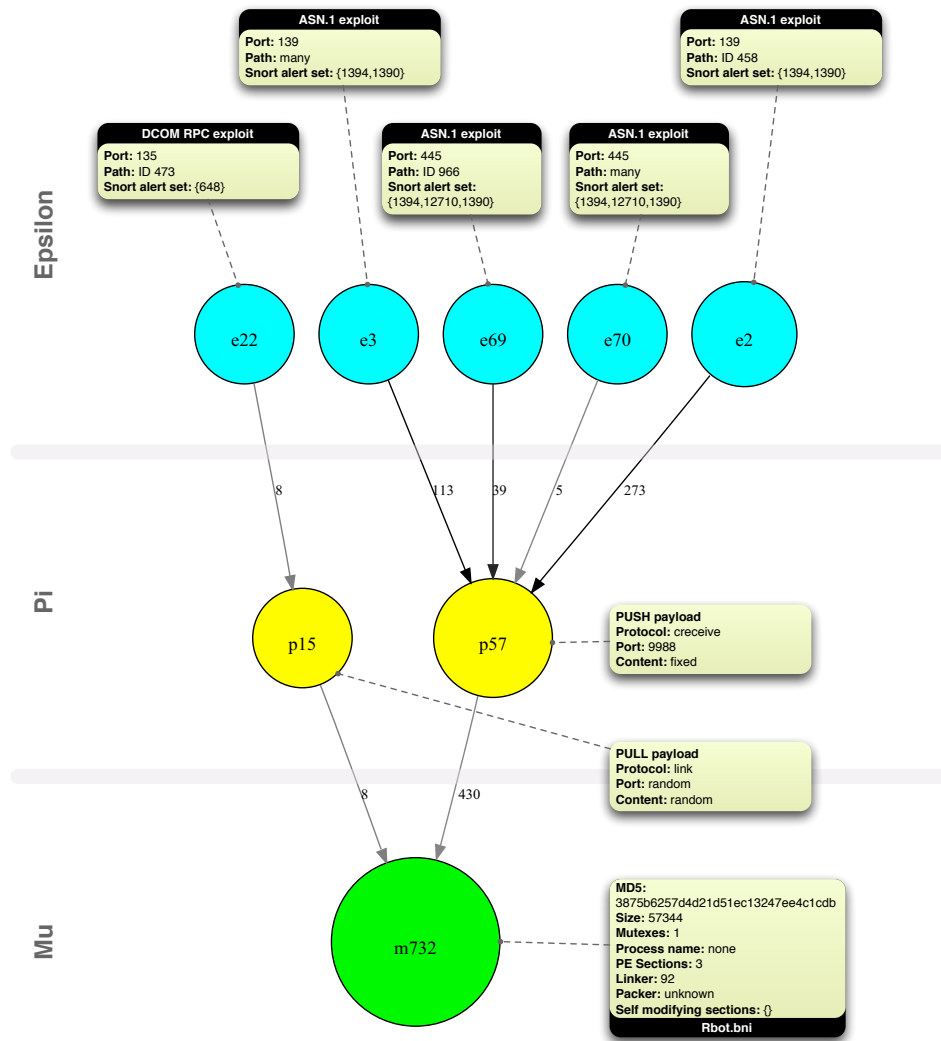 ASN.1 exploit
Port: 139
Path: many
Snort alert set: {1394,1390}
ASN.1 exploit
Port: 139
Path: ID 458
Snort alert set: {1394,1390}
DCOM RPC exploit
Port: 135
Path: ID 473
Snort alert set: {648}
ASN.1 exploit
Port: 445
Path: ID 966
Snort alert set:
{1394,12710,1390}
ASN.1 exploit
Port: 445
Path: many
Snort alert set:
{1394,12710,1390}
Epsilon
e22
e3
e69
e70
e2
8
113
39
5
273
Pi
p15
p57
PUSH payload
Protocol: creceive
Port: 9988
Content: fixed
PULL payload
Protocol: link
Port: random
Content: random
8
430
Mu
m732
MD5:
3875b6257d4d21d51ec13247ee4c1cdb
Size: 57344
Mutexes: 1
Process name: none
PE Sections: 3
Linker: 92
Packer: unknown
Self modifying sections: {}
Rbot.bni